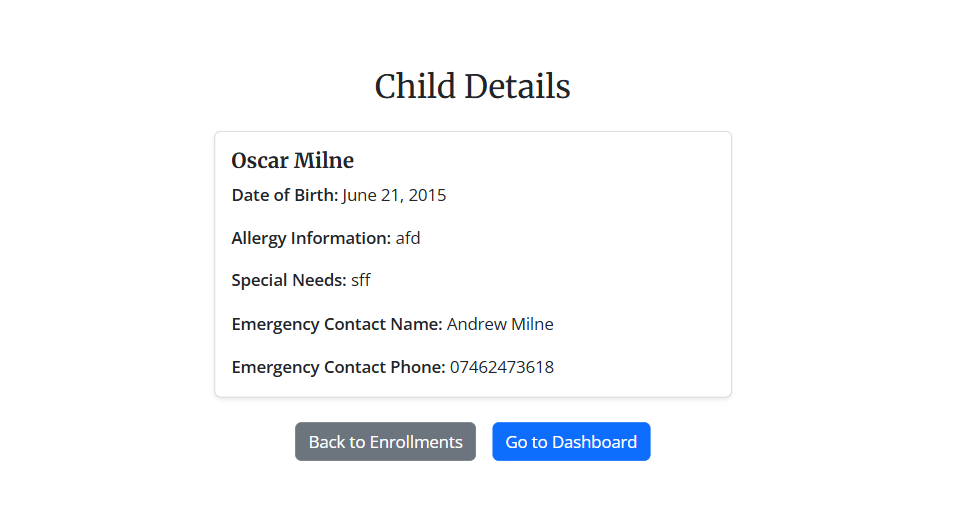 Child Details
Oscar Milne
Date of Birth: June 21, 2015
Allergy Information: afd
Special Needs: sff
Emergency Contact Name: Andrew Milne
Emergency Contact Phone: 07462473618
Back to Enrollments
Go to Dashboard